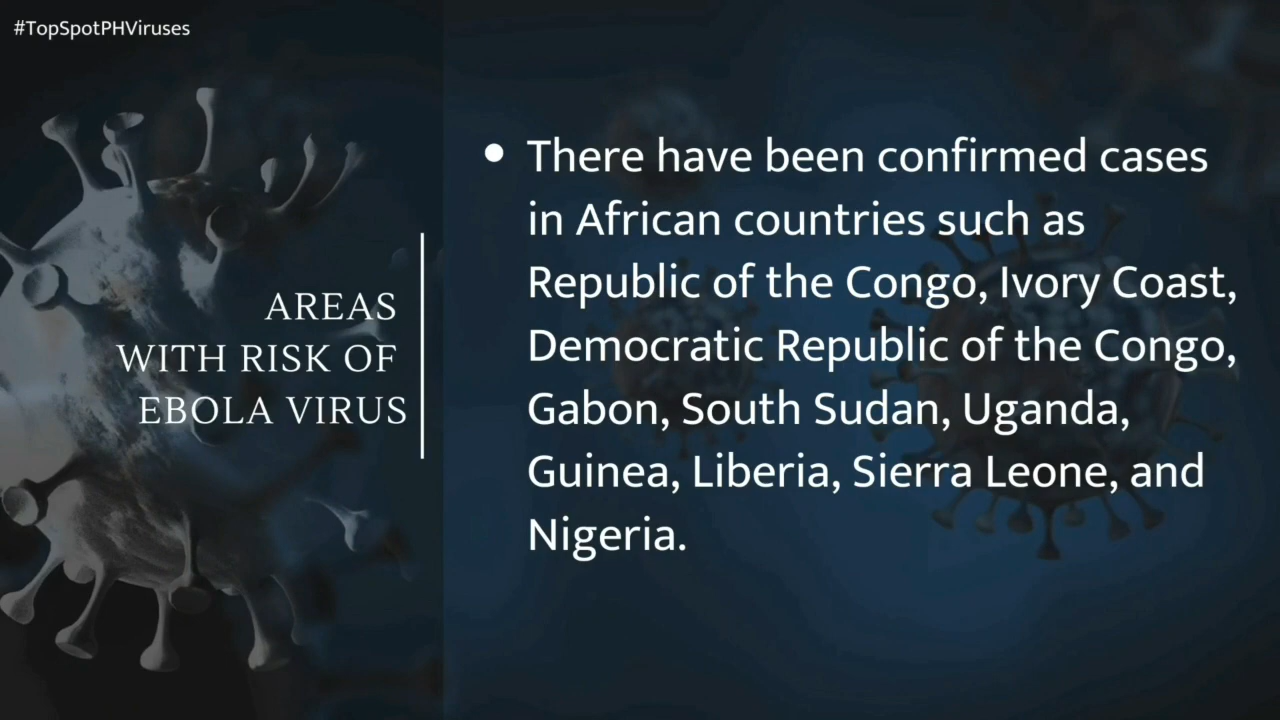 #TopSpotPHViruses
AREAS
WITH RISK OF
EBOLA VIRUS
• There have been confirmed cases
in African countries such as
Republic of the Congo, Ivory Coast,
Democratic Republic of the Congo,
Gabon, South Sudan, Uganda,
Guinea, Liberia, Sierra Leone, and
Nigeria.